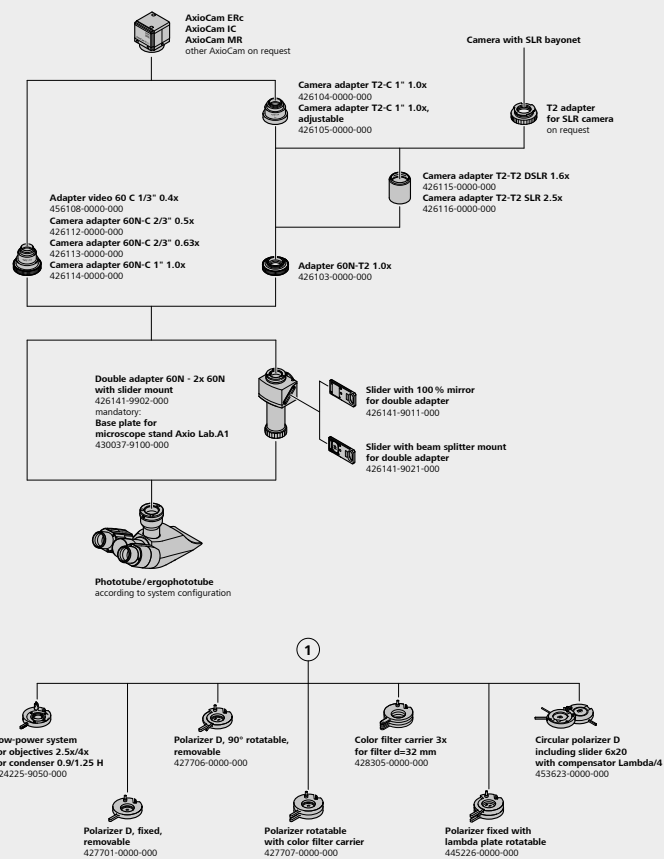 AxioCam ERc
AxioCam IC
AxioCam MR
other AxioCam on request
Camera with SLR bayonet
Camera adapter T2-C 1" 1.0x
426104-0000-000
Camera adapter T2-C 1" 1.0x,
adjustable
426105-0000-000
T2 adapter
for SLR camera
on request
Camera adapter T2-T2 DSLR 1.6x
426115-0000-000
Camera adapter T2-T2 SLR 2.5x
426116-0000-000
Adapter video 60 C 1/3" 0.4x
456108-0000-000
Camera adapter 60N-C 2/3" 0.5x
426112-0000-000
Camera adapter 60N-C 2/3" 0.63x
426113-0000-000
Camera adapter 60N-C 1" 1.0x
426114-0000-000
Adapter 60N-T2 1.0x
426103-0000-000
Double adapter 60N - 2x 60N
with slider mount
426141-9902-000
mandatory:
Base plate for
microscope stand Axio Lab.A1
430037-9100-000
Slider with 100 % mirror
for double adapter
426141-9011-000
Slider with beam splitter mount
for double adapter
426141-9021-000
Phototube/ergophototube
according to system configuration
1
ow-power system
or objectives 2.5x/4x
or condenser 0.9/1.25 H
24225-9050-000
Polarizer D, 90° rotatable,
removable
427706-0000-000
Color filter carrier 3x
for filter d=32 mm
428305-0000-000
Circular polarizer D
including slider 6x20
with compensator Lambda/4
453623-0000-000
Polarizer D, fixed,
removable
427701-0000-000
Polarizer rotatable
with color filter carrier
427707-0000-000
Polarizer fixed with
lambda plate rotatable
445226-0000-000